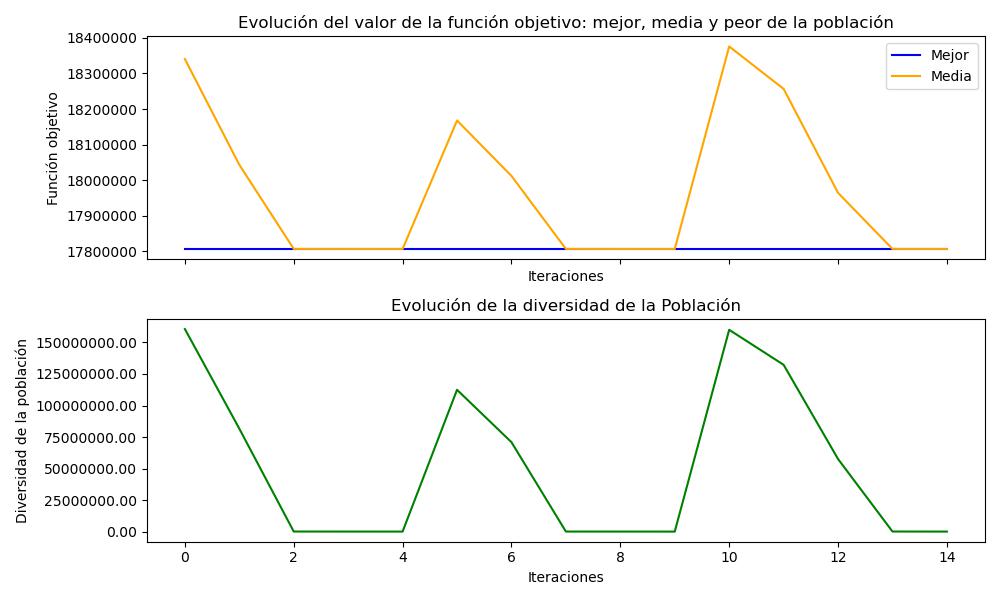 Evolución del valor de la función objetivo: mejor, media y peor de la población
18400000
18300000
18200000
18100000
18000000
17900000
17800000
Función objetivo
Mejor
Media
Iteraciones
Evolución de la diversidad de la Población
150000000.00
125000000.00
100000000.00
75000000.00
50000000.00
25000000.00
0.00
Diversidad de la población
0 2 4 6 8 10 12 14
Iteraciones